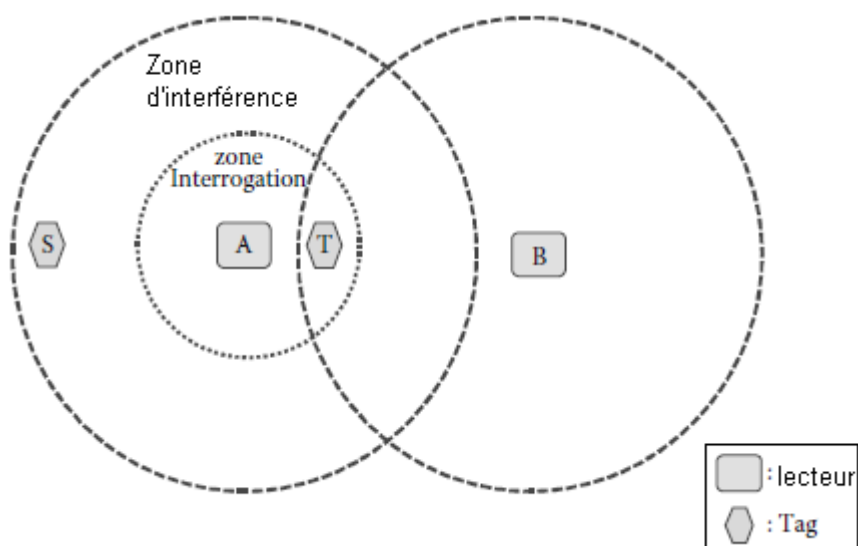 Zone
d'interférence
zone
Interrogation
S
A
T
B
: lecteur
: Tag